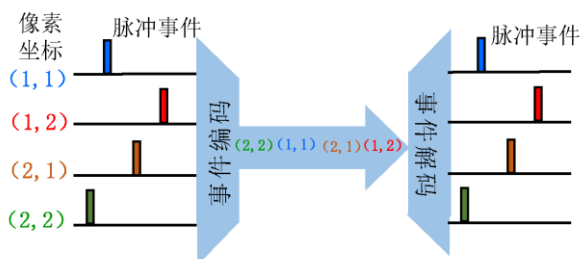 像素
坐标
脉冲事件
(1,1)
(1,2)
(2,1)
(2,2)
事件编码
(2,2)(1,1) (2,1)(1,2)
事件解码
脉冲事件